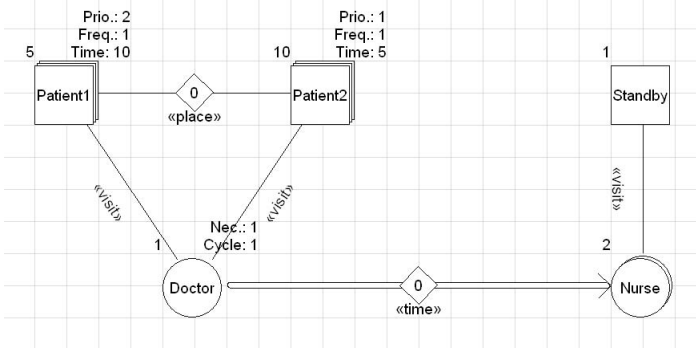 Prio.: 2
Freq.: 1
5 Time: 10
Prio.: 1
Freq.: 1
10 Time: 5
1
Patient1
0
Patient2
Standby
«place»
«visit»
«visit»
«visit»
Nec.: 1
Cycle: 1
1
2
Doctor
0
Nurse
«time»